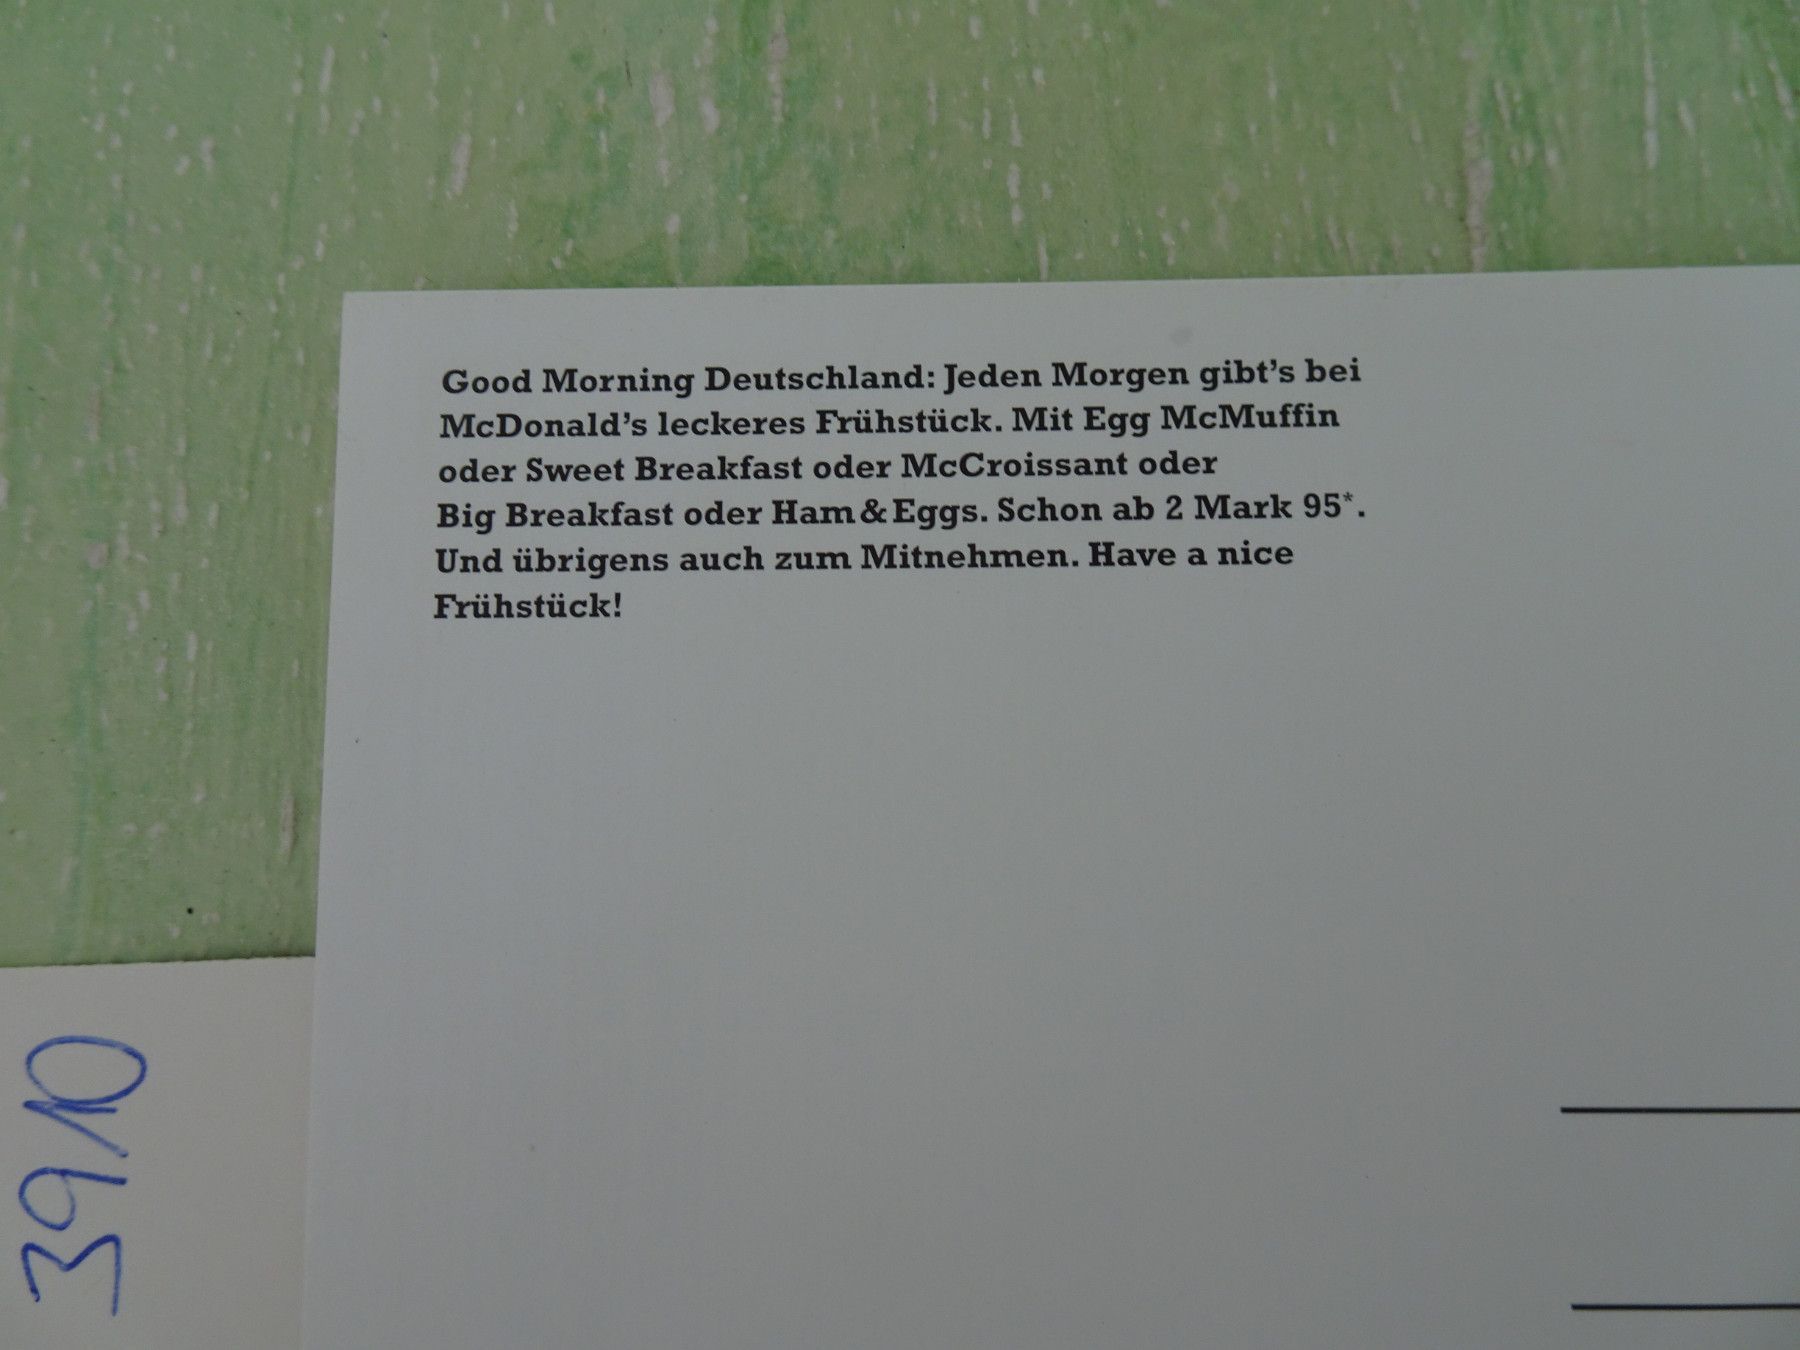 Good Morning Deutschland: Jeden Morgen gibt's bei
McDonald's leckeres Frühstück. Mit Egg McMuffin
oder Sweet Breakfast oder McCroissant oder
Big Breakfast oder Ham & Eggs. Schon ab 2 Mark 95*.
Und übrigens auch zum Mitnehmen. Have a nice
Frühstück!
3910